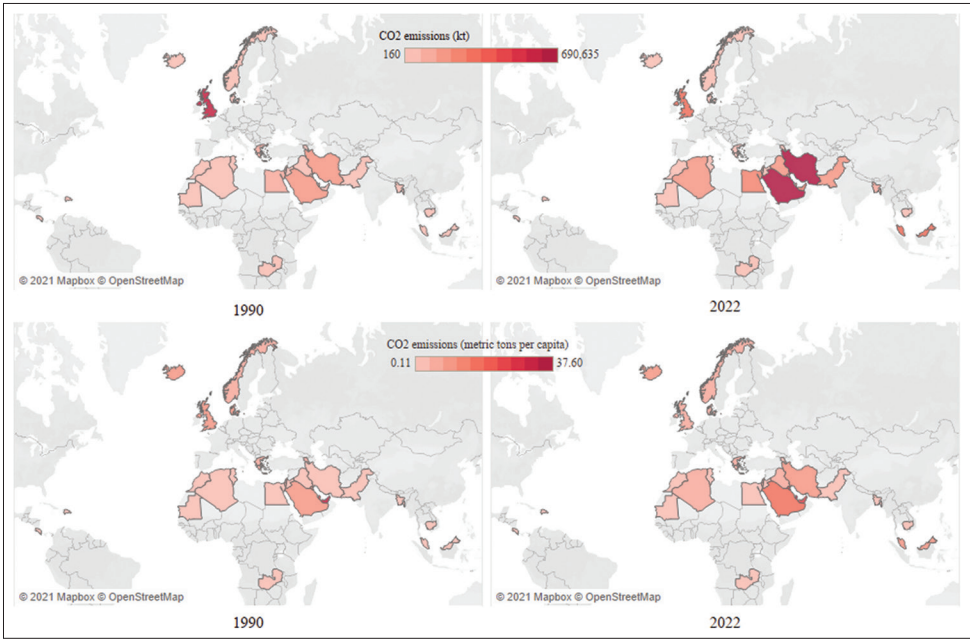 CO2 emissions (kt)
160 690,635
© 2021 Mapbox © OpenStreetMap
© 2021 Mapbox © OpenStreetMap
1990
2022
CO2 emissions (metric tons per capita)
0.11 37.60
© 2021 Mapbox © OpenStreetMap
© 2021 Mapbox © OpenStreetMap
1990
2022